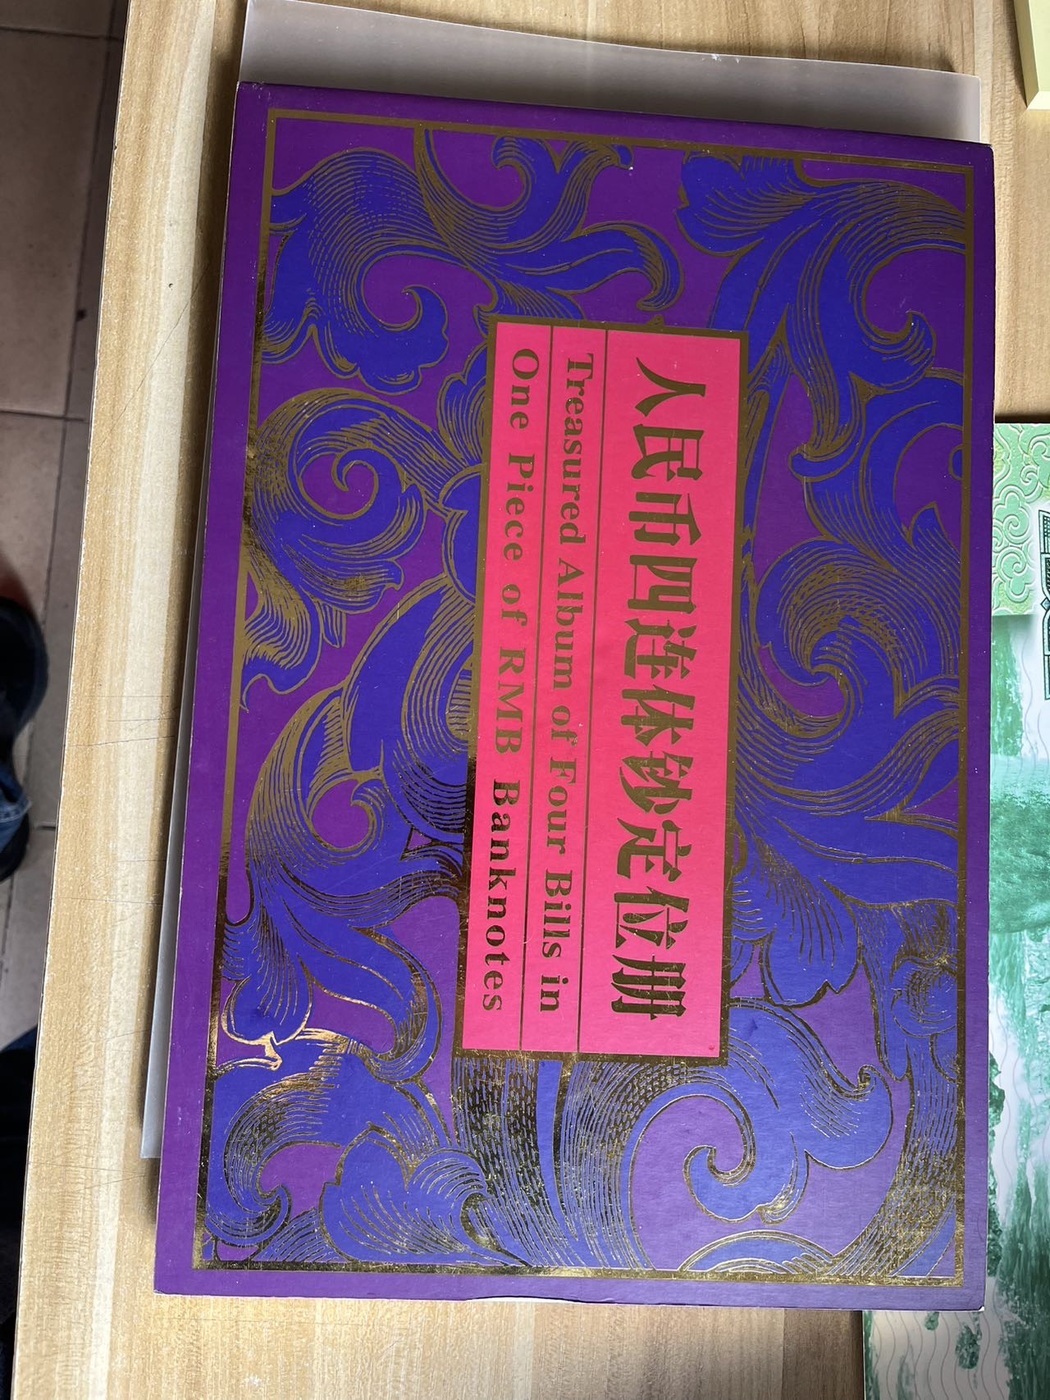 人民币四连体钞定位册
Treasured Album of Four Bills in
One Piece of RMB Banknotes